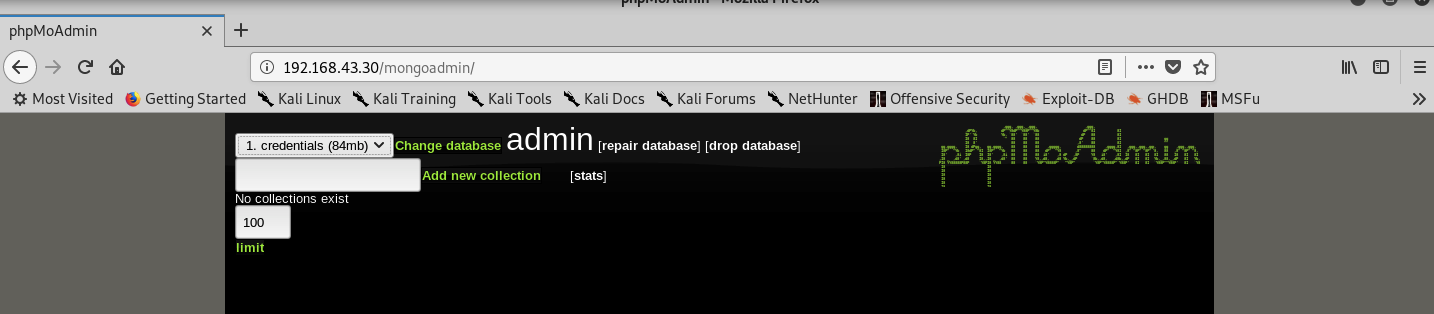 phpMoAdmin - Mozilla Firefox
phpMoAdmin
192.168.43.30/mongoadmin/
Most Visited Getting Started Kali Linux Kali Training Kali Tools Kali Docs Kali Forums NetHunter Offensive Security Exploit-DB GHDB MSFu
1. credentials (84mb) Change database admin [repair database] [drop database] phpMoAdmin
Add new collection [stats]
No collections exist
100
limit